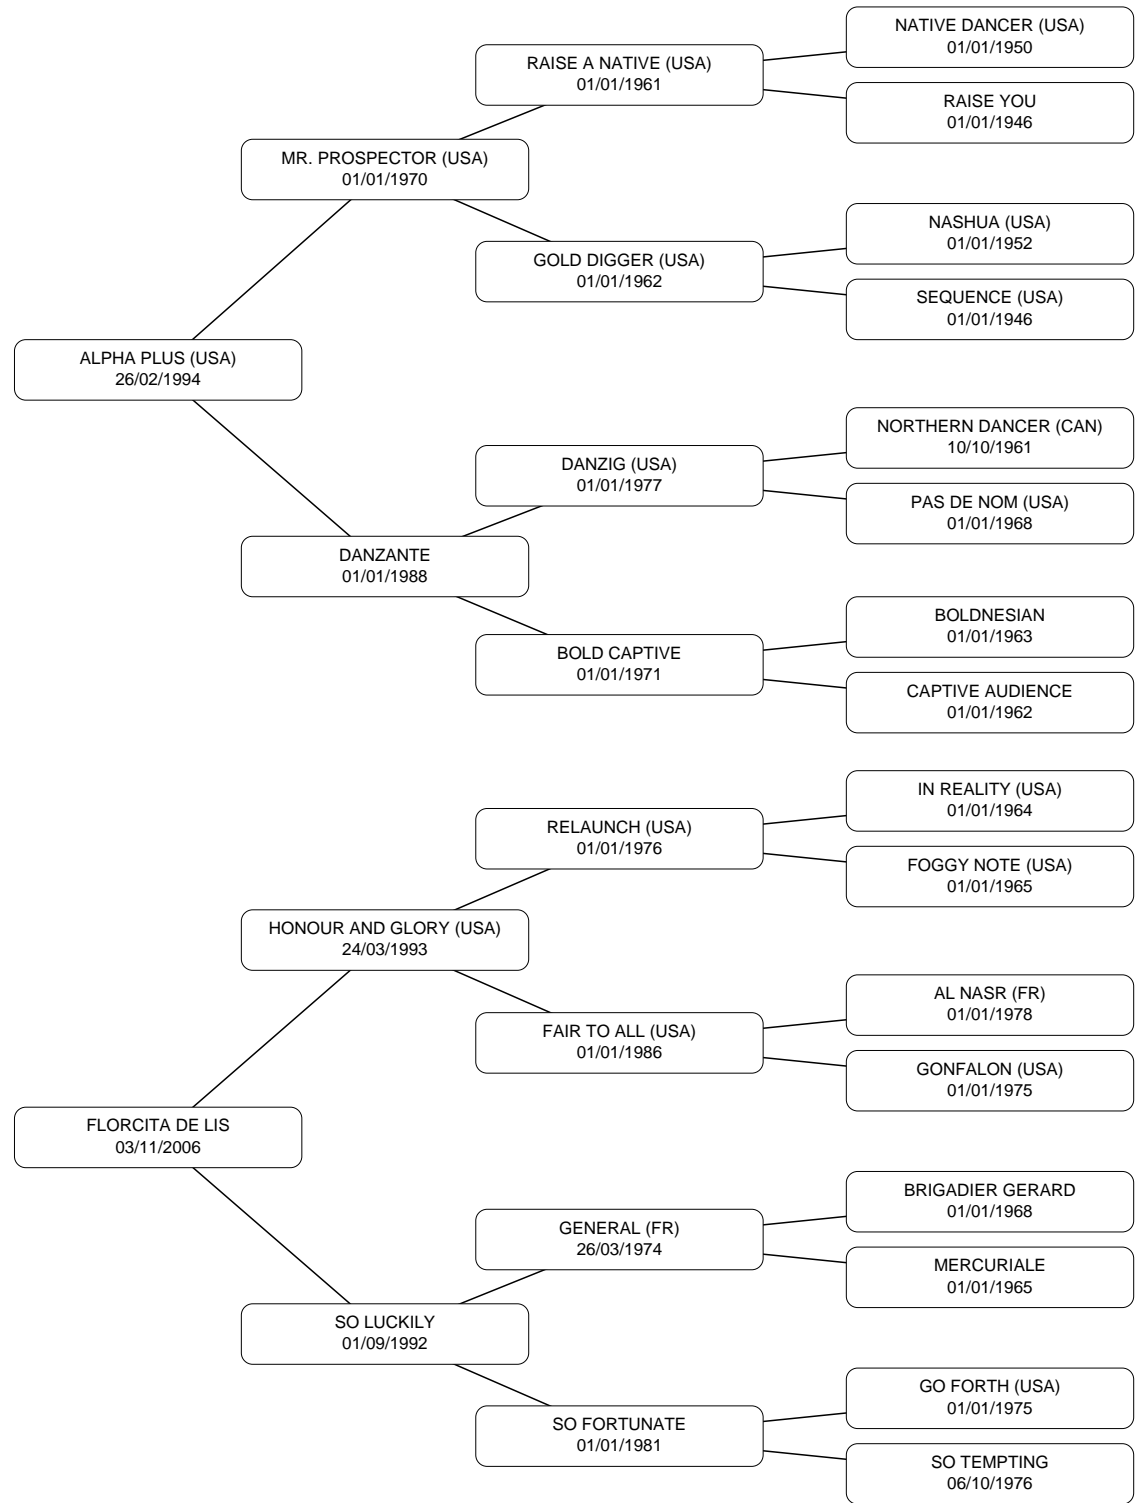 NATIVE DANCER (USA)
01/01/1950
RAISE A NATIVE (USA)
01/01/1961
RAISE YOU
01/01/1946
MR. PROSPECTOR (USA)
01/01/1970
NASHUA (USA)
01/01/1952
GOLD DIGGER (USA)
01/01/1962
SEQUENCE (USA)
01/01/1946
ALPHA PLUS (USA)
26/02/1994
NORTHERN DANCER (CAN)
10/10/1961
DANZIG (USA)
01/01/1977
PAS DE NOM (USA)
01/01/1968
DANZANTE
01/01/1988
BOLDNESIAN
01/01/1963
BOLD CAPTIVE
01/01/1971
CAPTIVE AUDIENCE
01/01/1962
IN REALITY (USA)
01/01/1964
RELAUNCH (USA)
01/01/1976
FOGGY NOTE (USA)
01/01/1965
HONOUR AND GLORY (USA)
24/03/1993
AL NASR (FR)
01/01/1978
FAIR TO ALL (USA)
01/01/1986
GONFALON (USA)
01/01/1975
FLORCITA DE LIS
03/11/2006
BRIGADIER GERARD
01/01/1968
GENERAL (FR)
26/03/1974
MERCURIALE
01/01/1965
SO LUCKILY
01/09/1992
GO FORTH (USA)
01/01/1975
SO FORTUNATE
01/01/1981
SO TEMPTING
06/10/1976